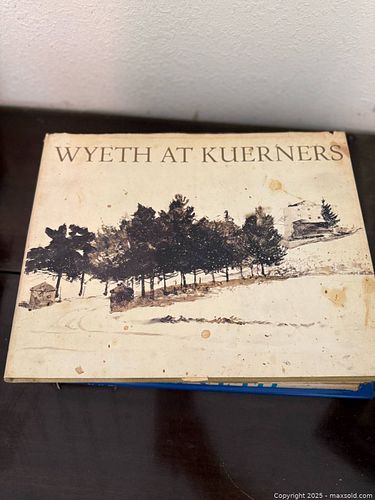 WYETH AT KUERNERS
Copyright 2025 - maxsold.com